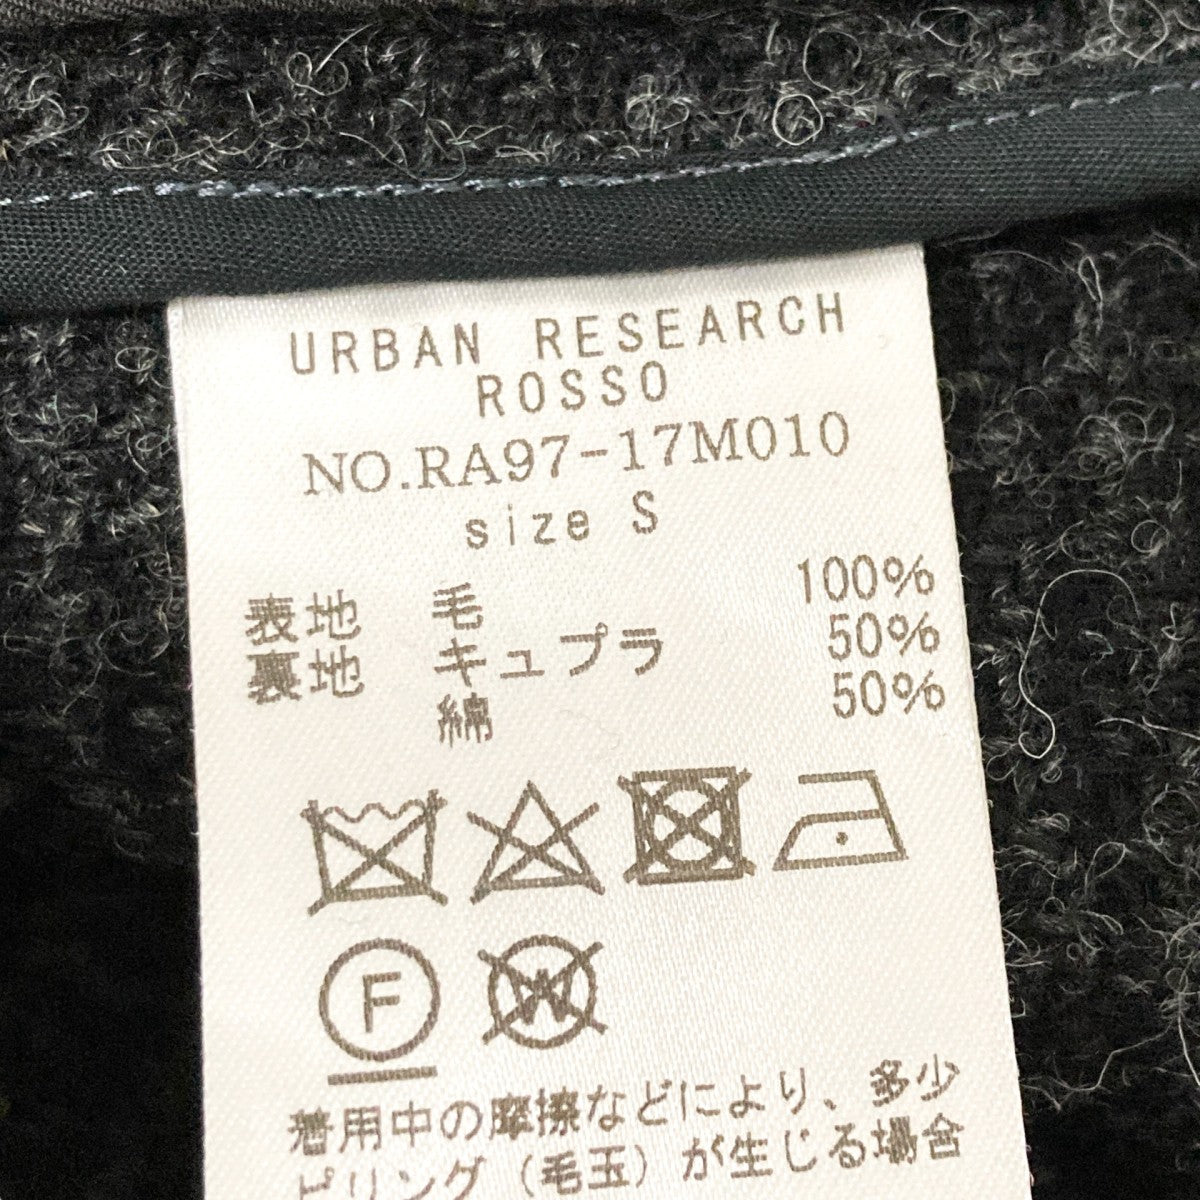 URBAN RESEARCH
ROSSO
NO.RA97-17M010
size S
表地 毛 100%
裏地 キュプラ 50%
綿 50%
F
W
着用中の摩擦などにより、多少
ピリング（毛玉）が生じる場合